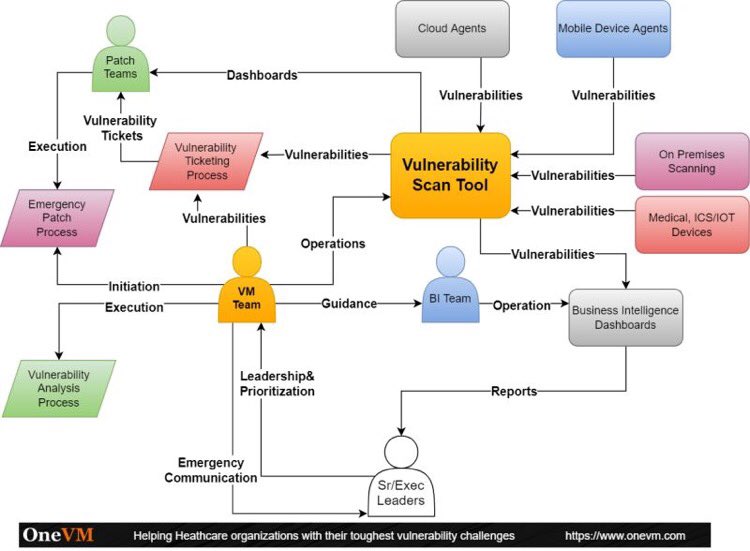 Cloud Agents
Mobile Device Agents
Patch
Teams
Dashboards
Vulnerabilities
Vulnerabilities
Vulnerability
Tickets
Execution
Vulnerability
Ticketing
Process
Vulnerabilities
Vulnerability
Scan Tool
On Premises
Scanning
Vulnerabilities
Emergency
Patch
Process
Vulnerabilities
Medical, ICS/IOT
Devices
Vulnerabilities
Operations
Vulnerabilities
Initiation
VM
Team
Execution
Guidance
BI Team
Operation
Business Intelligence
Dashboards
Vulnerability
Analysis
Process
Leadership&
Prioritization
Reports
Emergency
Communication
Sr/Exec
Leaders
OneVM
Helping Heathcare organizations with their toughest vulnerability challenges
https://www.onevm.com